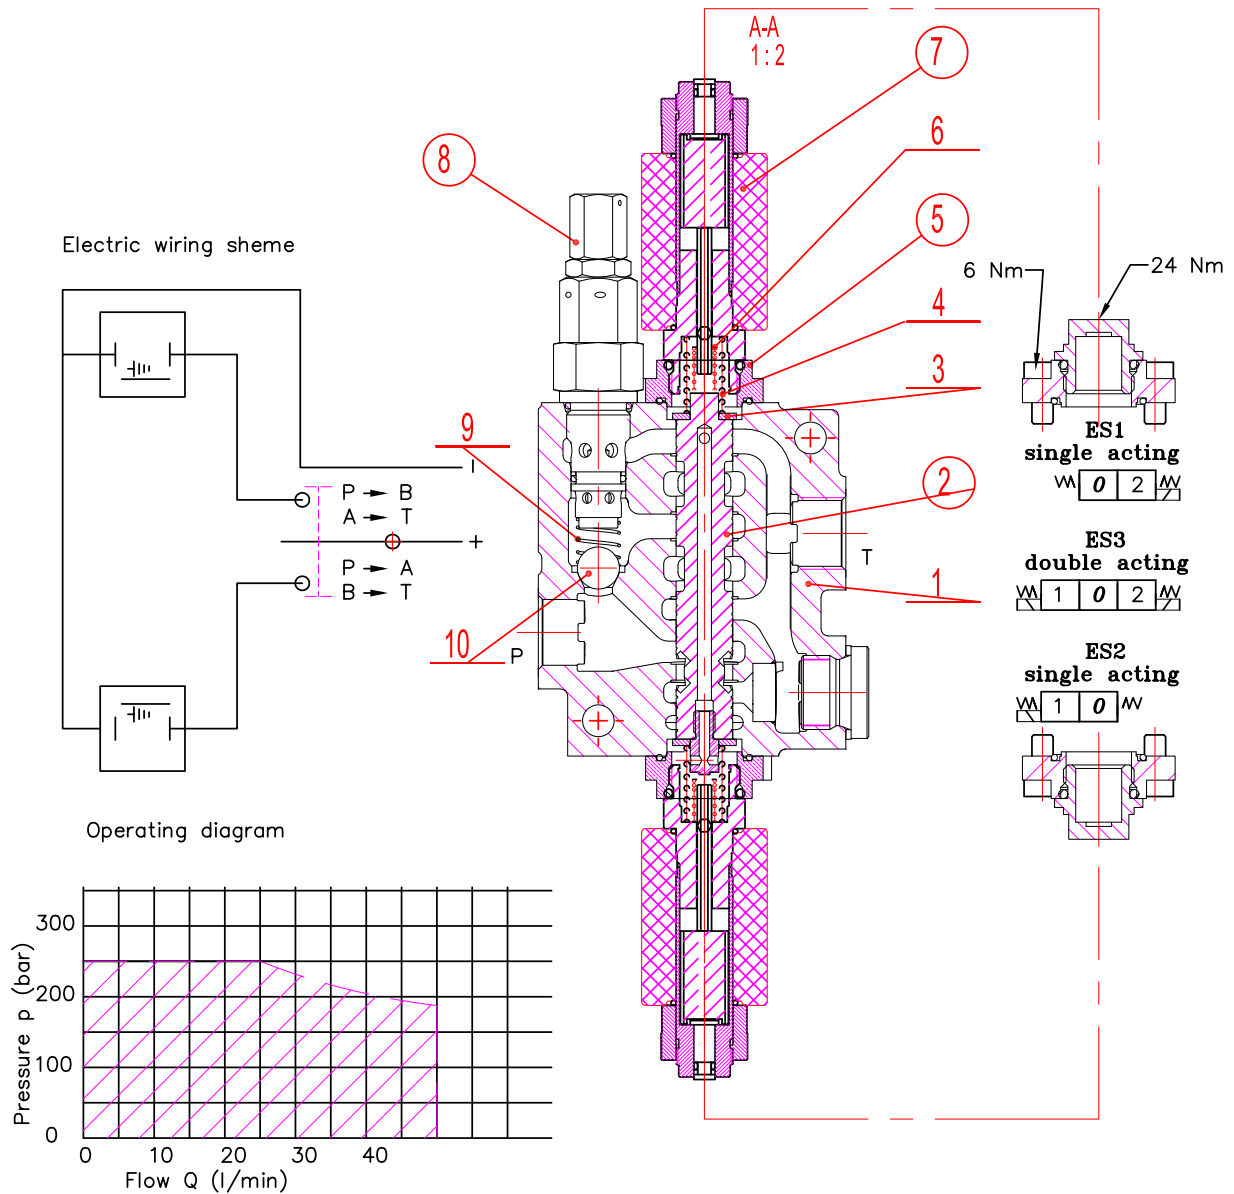 A-A
1:2
7
6
8
5
Electric wiring sheme
6 Nm
24 Nm
4
3
9
ES1
single acting
0 2
2
P → B
A → T
-
+
P → A
B → T
T
ES3
double acting
1 0 2
1
10
P
ES2
single acting
1 0
Operating diagram
300
200
100
0
Pressure p (bar)
0 10 20 30 40
Flow Q (l/min)